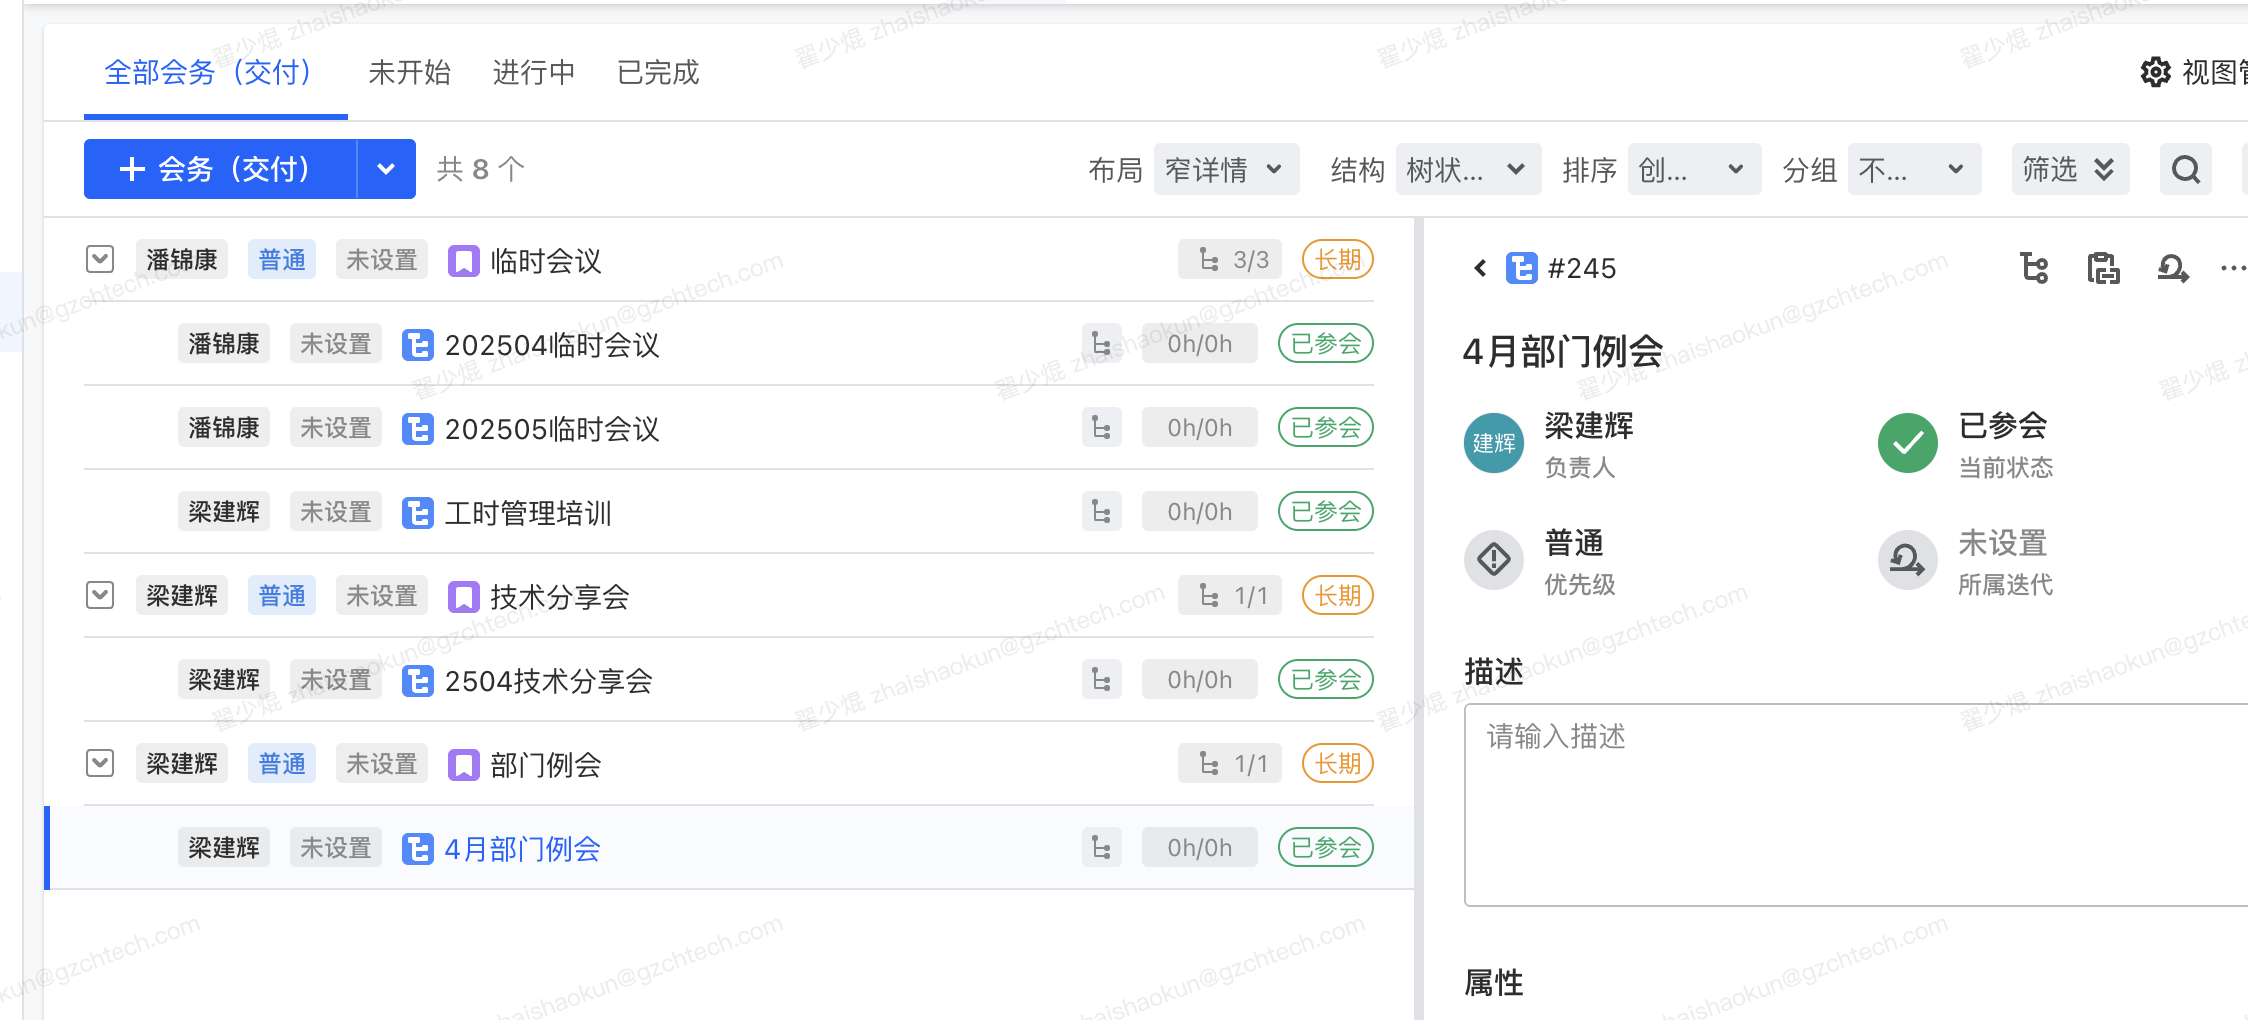 全部会务（交付） 未开始 进行中 已完成 视图管
会务（交付） 共 8 个 布局 窄详情 结构 树状... 排序 创... 分组 不... 筛选
潘锦康 普通 未设置 临时会议 3/3 长期
潘锦康 未设置 202504临时会议 0h/0h 已参会
潘锦康 未设置 202505临时会议 0h/0h 已参会
梁建辉 未设置 工时管理培训 0h/0h 已参会
梁建辉 普通 未设置 技术分享会 1/1 长期
梁建辉 未设置 2504技术分享会 0h/0h 已参会
梁建辉 普通 未设置 部门例会 1/1 长期
梁建辉 未设置 4月部门例会 0h/0h 已参会
#245
4月部门例会
建辉 梁建辉 已参会
负责人 当前状态
普通 未设置
优先级 所属迭代
描述
请输入描述
属性
翟少焜 zhaishaokun@gzchtech.com